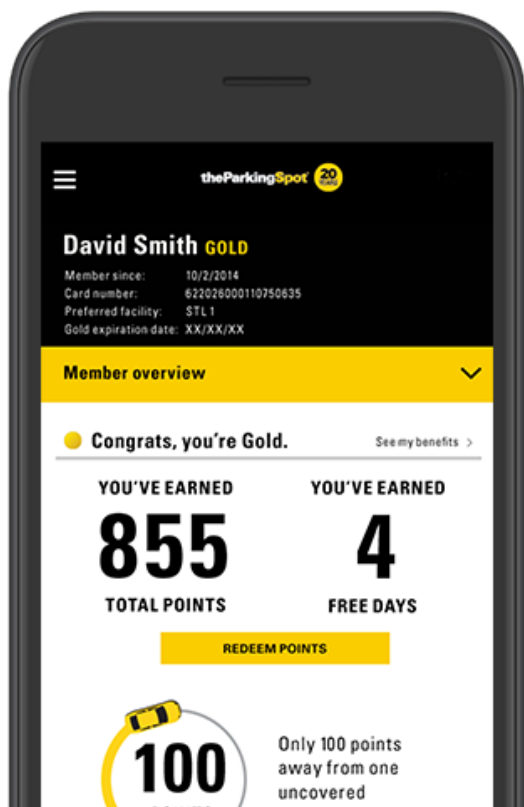 theParkingSpot 20 YEARS
David Smith GOLD
Member since: 10/2/2014
Card number: 622026000110750635
Preferred facility: STL 1
Gold expiration date: XX/XX/XX
Member overview
Congrats, you're Gold.
See my benefits >
YOU'VE EARNED
855
TOTAL POINTS
YOU'VE EARNED
4
FREE DAYS
REDEEM POINTS
100
Only 100 points
away from one
uncovered